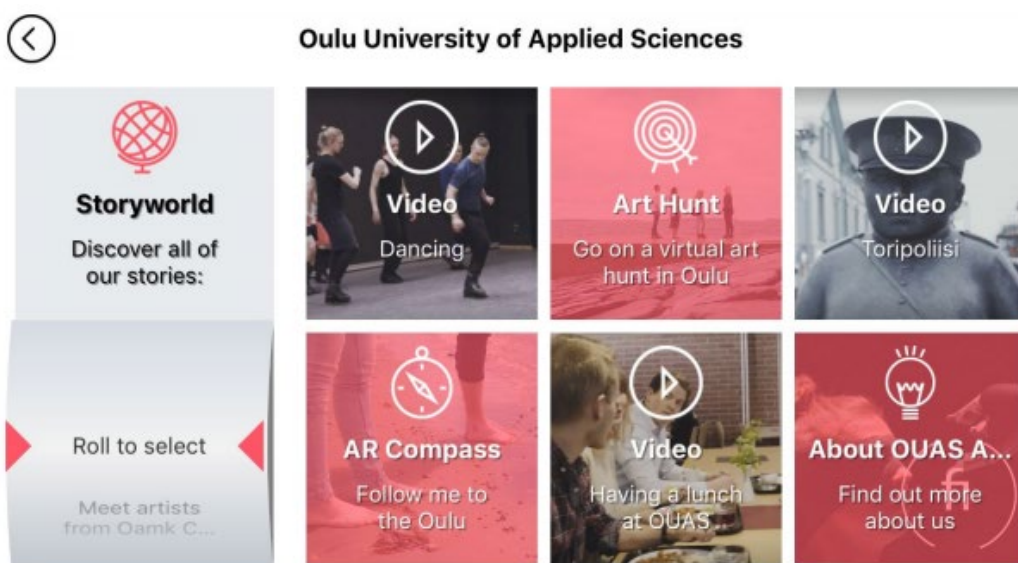 Oulu University of Applied Sciences
Storyworld
Discover all of
our stories:
Roll to select
Meet artists
from Oamk C...
Video
Dancing
Art Hunt
Go on a virtual art
hunt in Oulu
Video
Toripoliisi
AR Compass
Follow me to
the Oulu
Video
Having a lunch
at OUAS
About OUAS A...
Find out more
about us